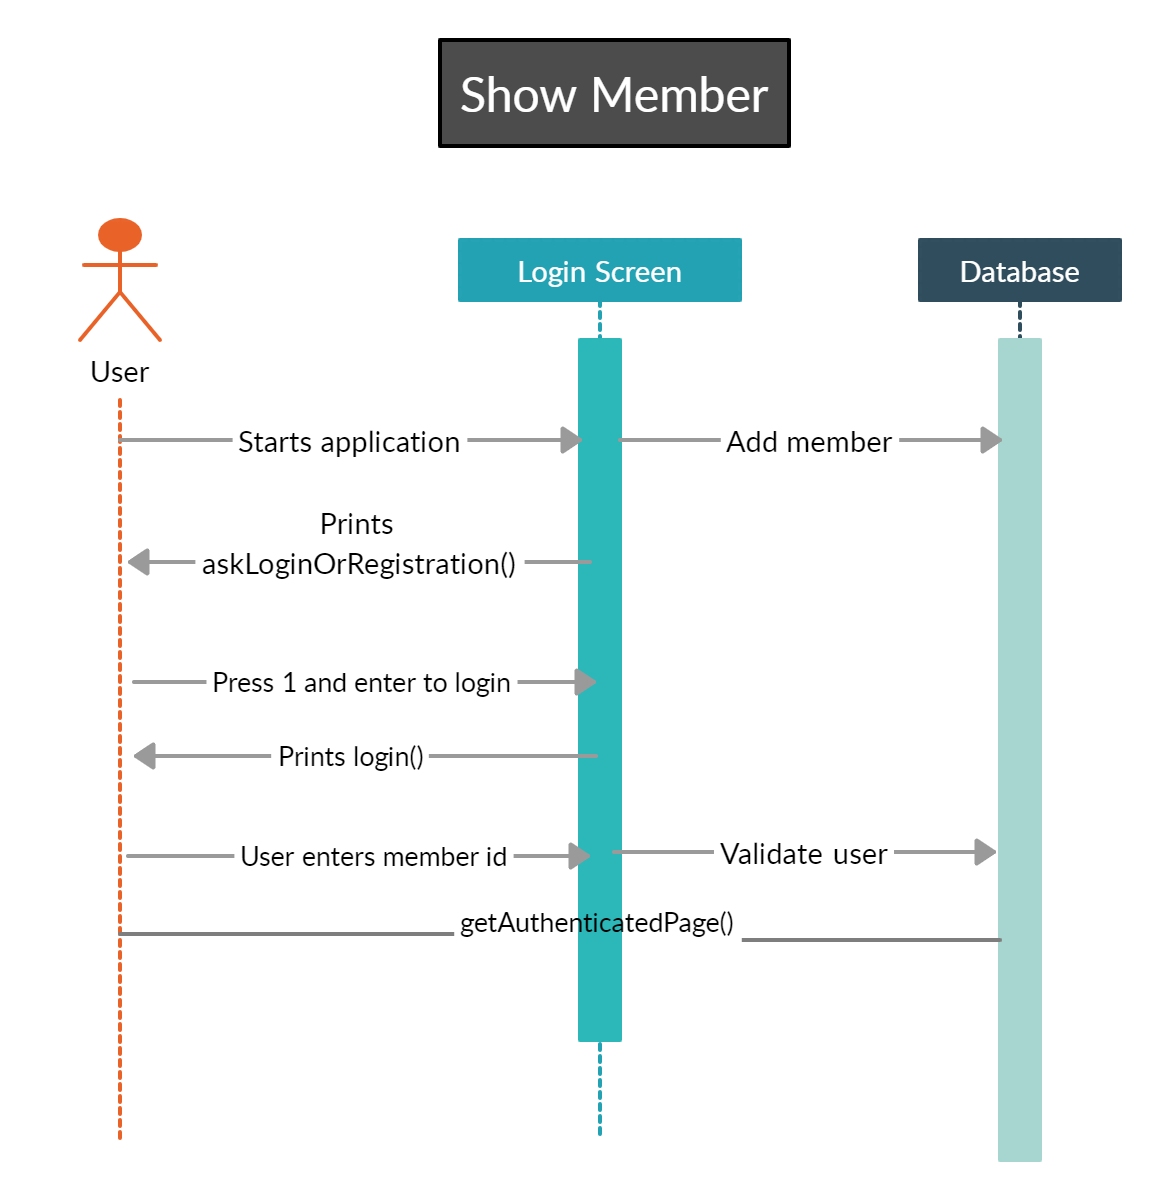 Show Member
Login Screen
Database
User
Starts application
Add member
Prints
askLoginOrRegistration()
Press 1 and enter to login
Prints login()
User enters member id
Validate user
getAuthenticatedPage()